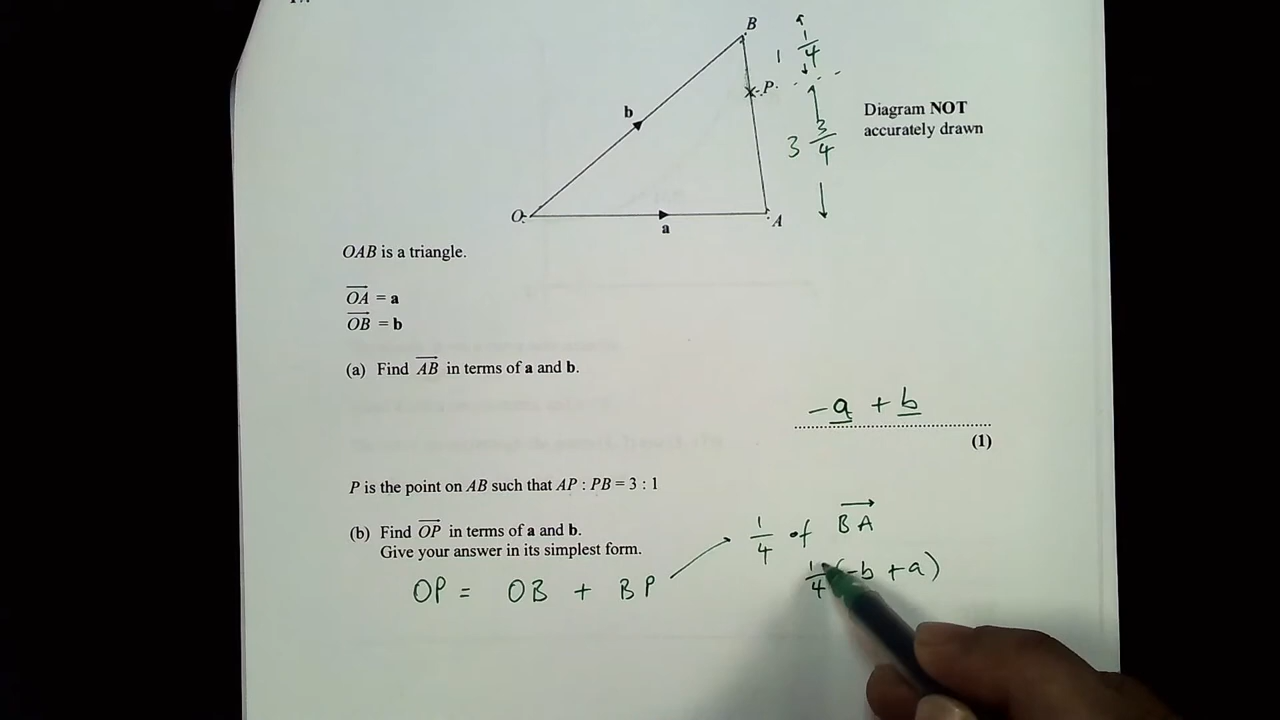 B
1 1/4
P
b
Diagram NOT
accurately drawn
3 3/4
O
A
a
OAB is a triangle.
OA = a
OB = b
(a) Find AB in terms of a and b.
-a + b
(1)
P is the point on AB such that AP : PB = 3 : 1
(b) Find OP in terms of a and b.
Give your answer in its simplest form.
1/4 of BA
1/4(-b + a)
OP = OB + BP